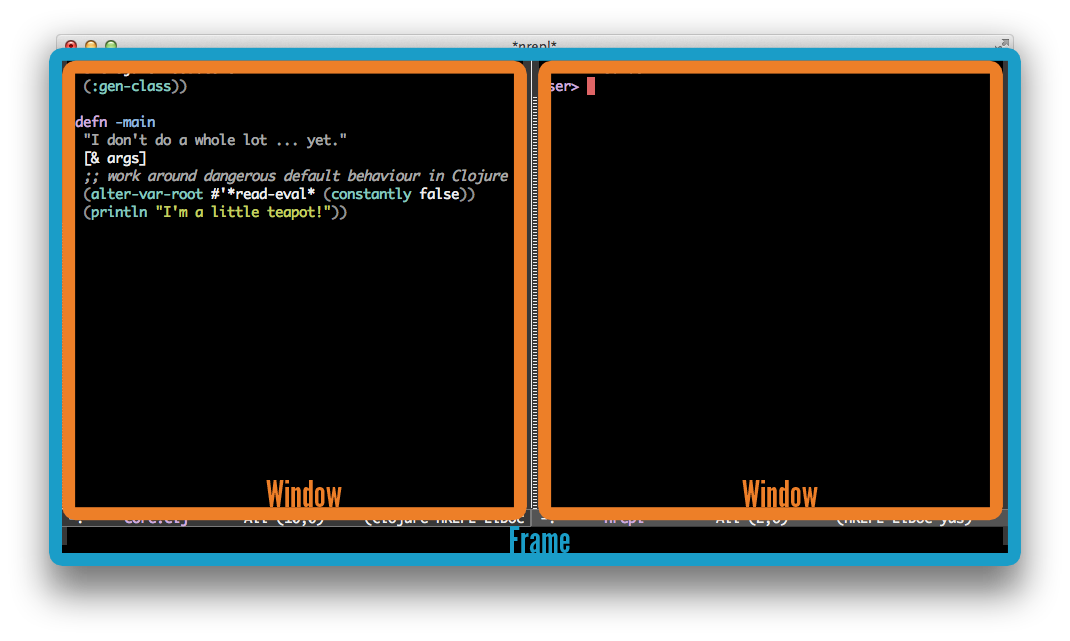 *nrepl*
(:gen-class))
defn -main
"I don't do a whole lot ... yet."
[& args]
;; work around dangerous default behaviour in Clojure
(alter-var-root #'*read-eval* (constantly false))
(println "I'm a little teapot!"))
ser>
Window
Window
core.clj All (10,0) (Clojure nREPL ElDoc
*nrepl* All (2,6) (nREPL ElDoc yas)
Frame